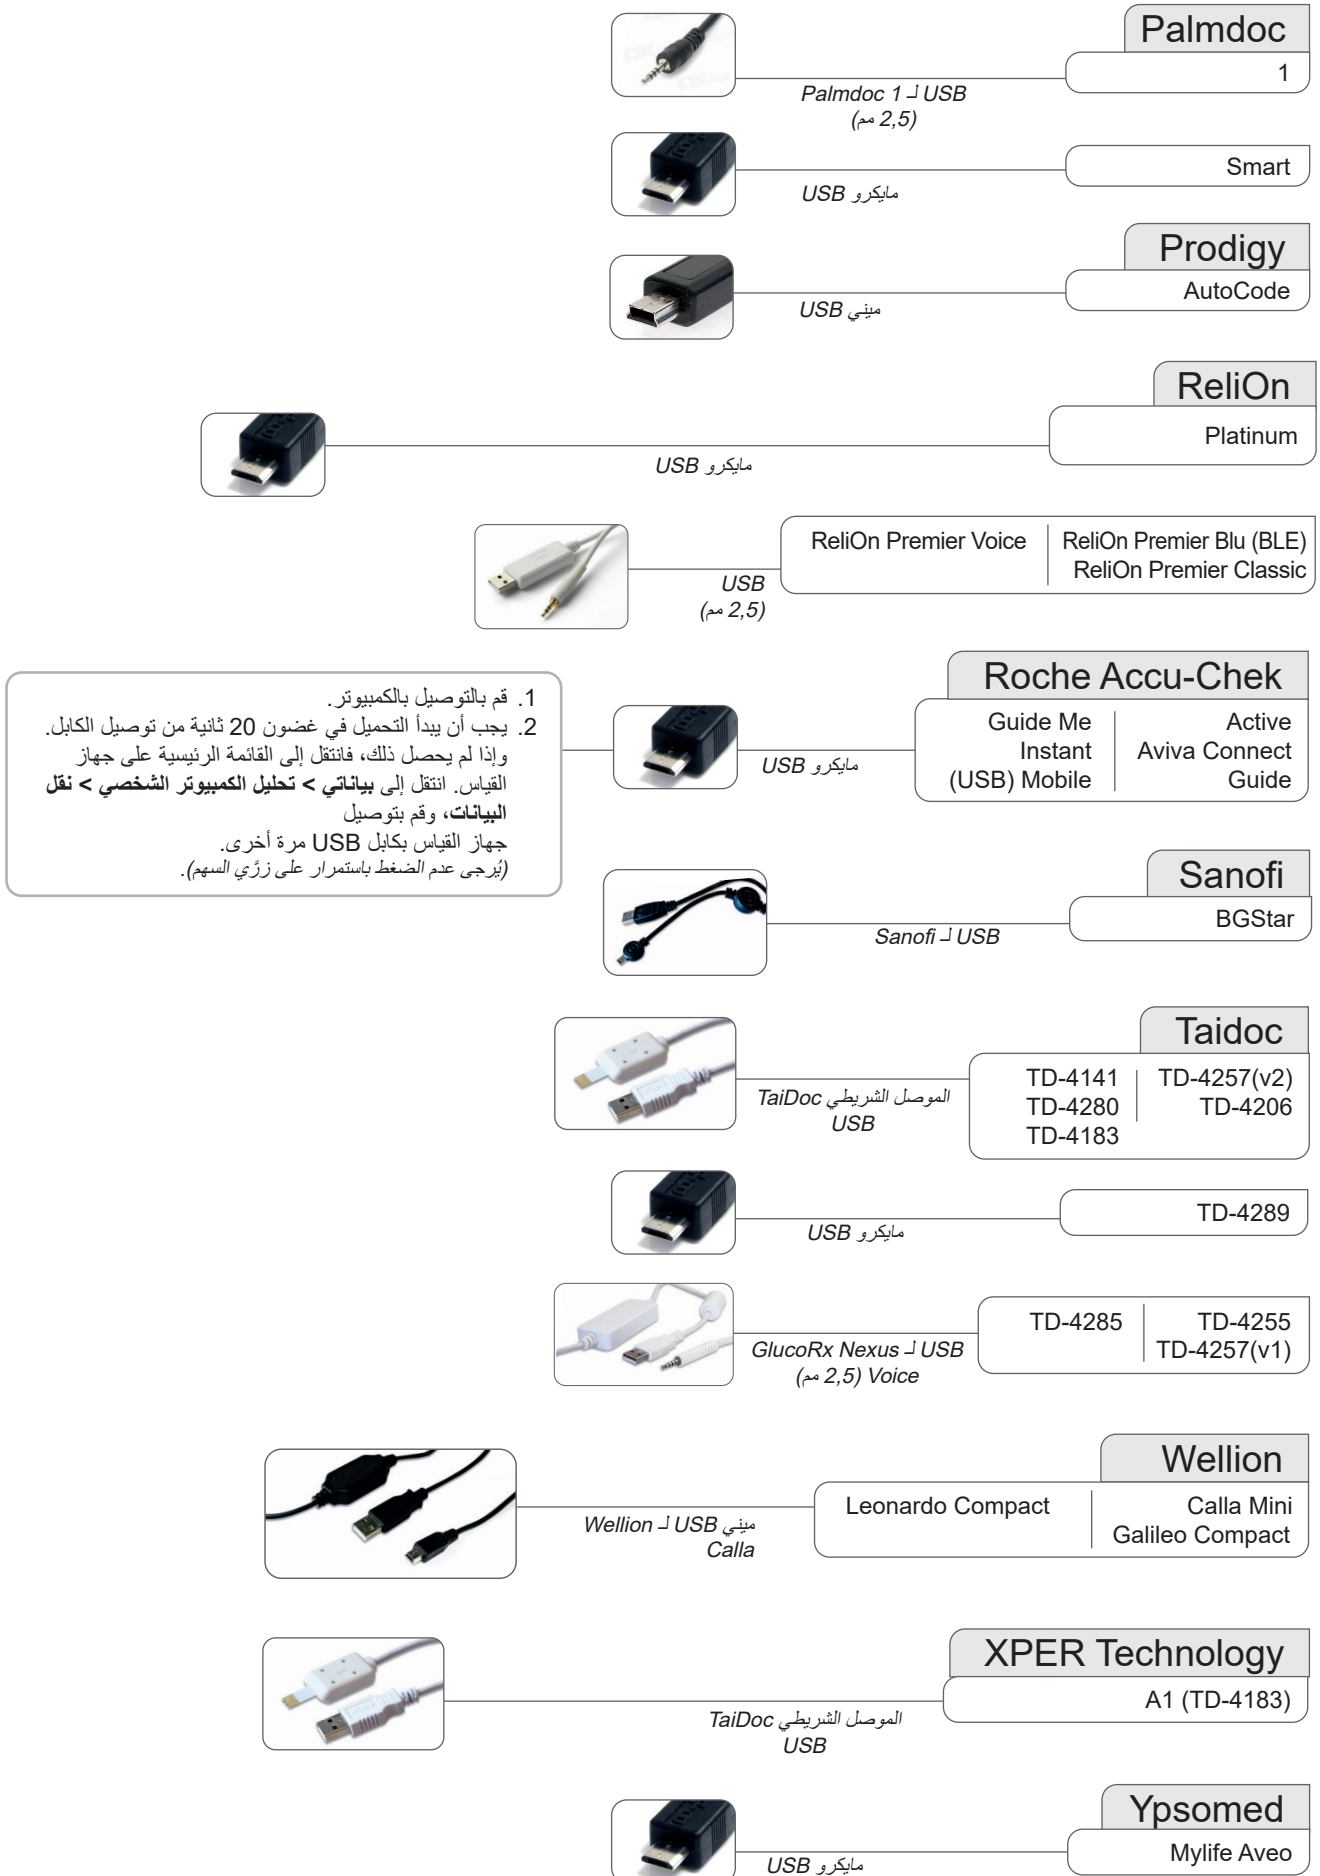 Palmdoc
1
USB لـ Palmdoc 1
(2,5 مم)
Smart
مايكرو USB
Prodigy
AutoCode
ميني USB
ReliOn
Platinum
مايكرو USB
ReliOn Premier Blu (BLE)
ReliOn Premier Classic
ReliOn Premier Voice
USB
(2,5 مم)
Roche Accu-Chek
Active
Aviva Connect
Guide
Guide Me
Instant
(USB) Mobile
مايكرو USB
1. قم بالتوصيل بالكمبيوتر.
2. يجب أن يبدأ التحميل في غضون 20 ثانية من توصيل الكابل.
وإذا لم يحصل ذلك، فانتقل إلى القائمة الرئيسية على جهاز
القياس. انتقل إلى بياناتي > تحليل الكمبيوتر الشخصي > نقل
البيانات، وقم بتوصيل
جهاز القياس بكابل USB مرة أخرى.
(يُرجى عدم الضغط باستمرار على زرَّي السهم).
Sanofi
BGStar
USB لـ Sanofi
Taidoc
TD-4257(v2)
TD-4206
TD-4141
TD-4280
TD-4183
الموصل الشريطي TaiDoc
USB
TD-4289
مايكرو USB
TD-4255
TD-4257(v1)
TD-4285
USB لـ GlucoRx Nexus
Voice (2,5 مم)
Wellion
Calla Mini
Galileo Compact
Leonardo Compact
ميني USB لـ Wellion
Calla
XPER Technology
A1 (TD-4183)
الموصل الشريطي TaiDoc
USB
Ypsomed
Mylife Aveo
مايكرو USB